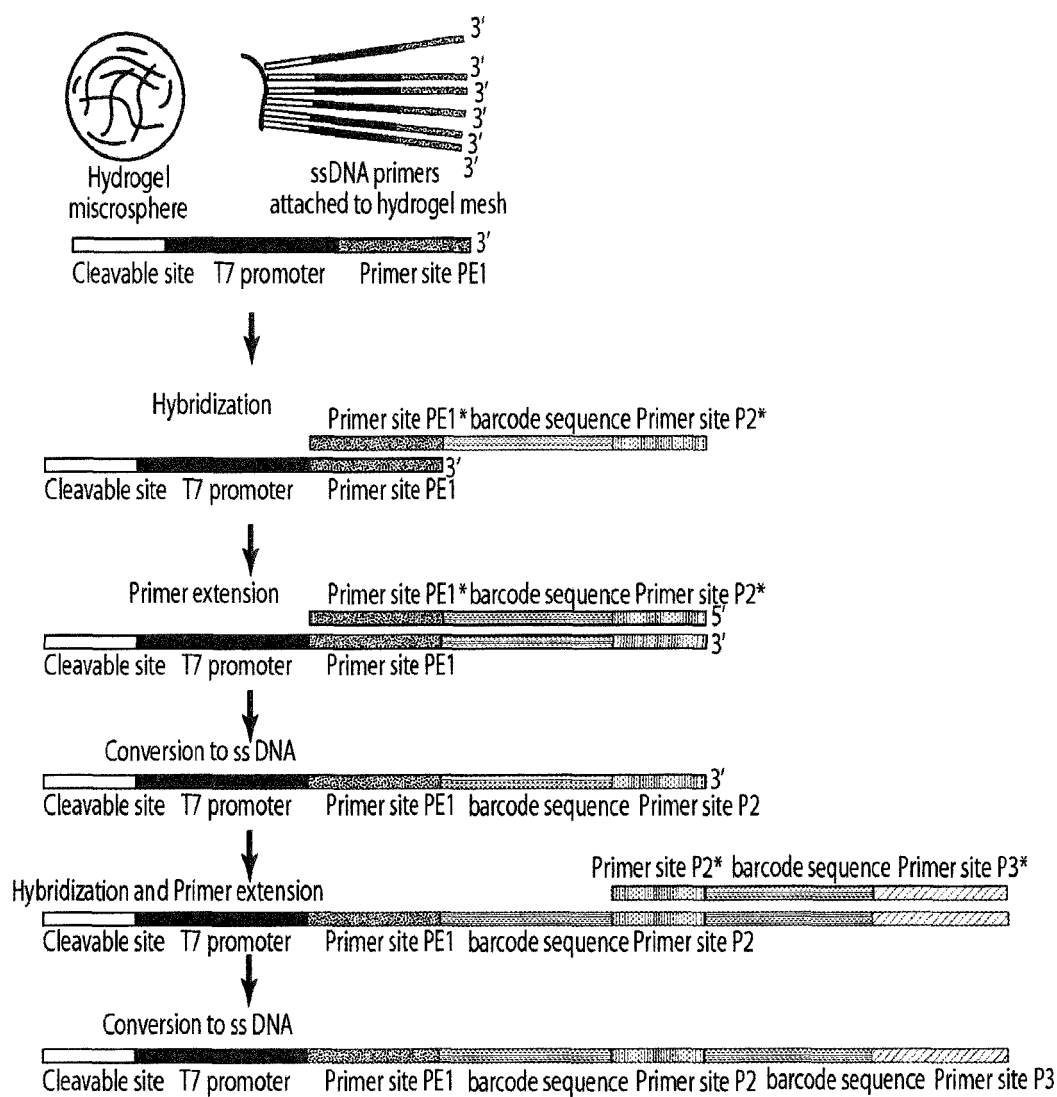 3'
3'
3'
3'
3'
3'
3'
Hydrogel
miscrosphere
ssDNA primers
attached to hydrogel mesh
3'
Cleavable site T7 promoter Primer site PE1
Hybridization
Primer site PE1* barcode sequence Primer site P2*
3'
Cleavable site T7 promoter Primer site PE1
Primer extension
Primer site PE1* barcode sequence Primer site P2*
5'
3'
Cleavable site T7 promoter Primer site PE1
Conversion to ss DNA
3'
Cleavable site T7 promoter Primer site PE1 barcode sequence Primer site P2
Primer site P2* barcode sequence Primer site P3*
Hybridization and Primer extension
Cleavable site T7 promoter Primer site PE1 barcode sequence Primer site P2
Conversion to ss DNA
Cleavable site T7 promoter Primer site PE1 barcode sequence Primer site P2 barcode sequence Primer site P3